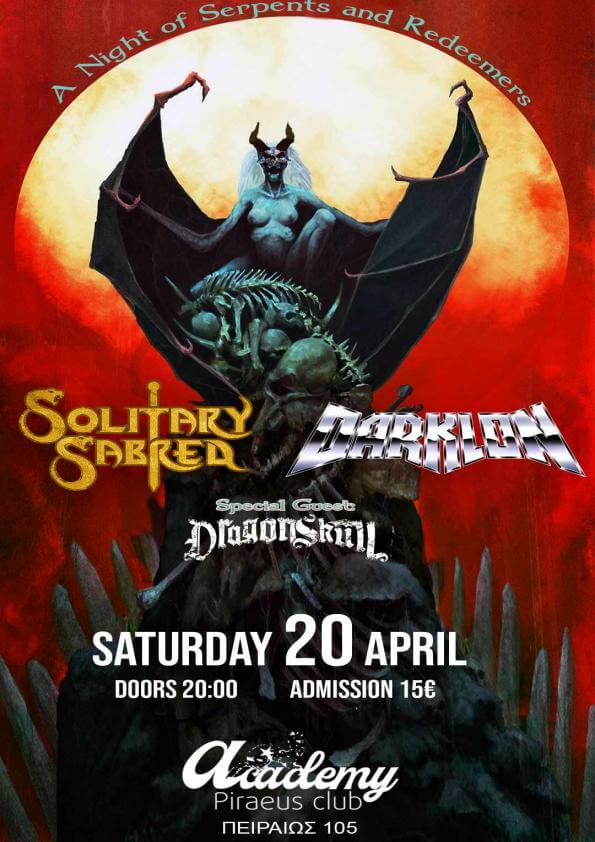 A Night of Serpents and Redeemers
SOLITARY
SABRED
DARKLON
Special Guest:
DragonSkull
SATURDAY 20 APRIL
DOORS 20:00 ADMISSION 15€
academy
Piraeus club
ΠΕΙΡΑΙΩΣ 105